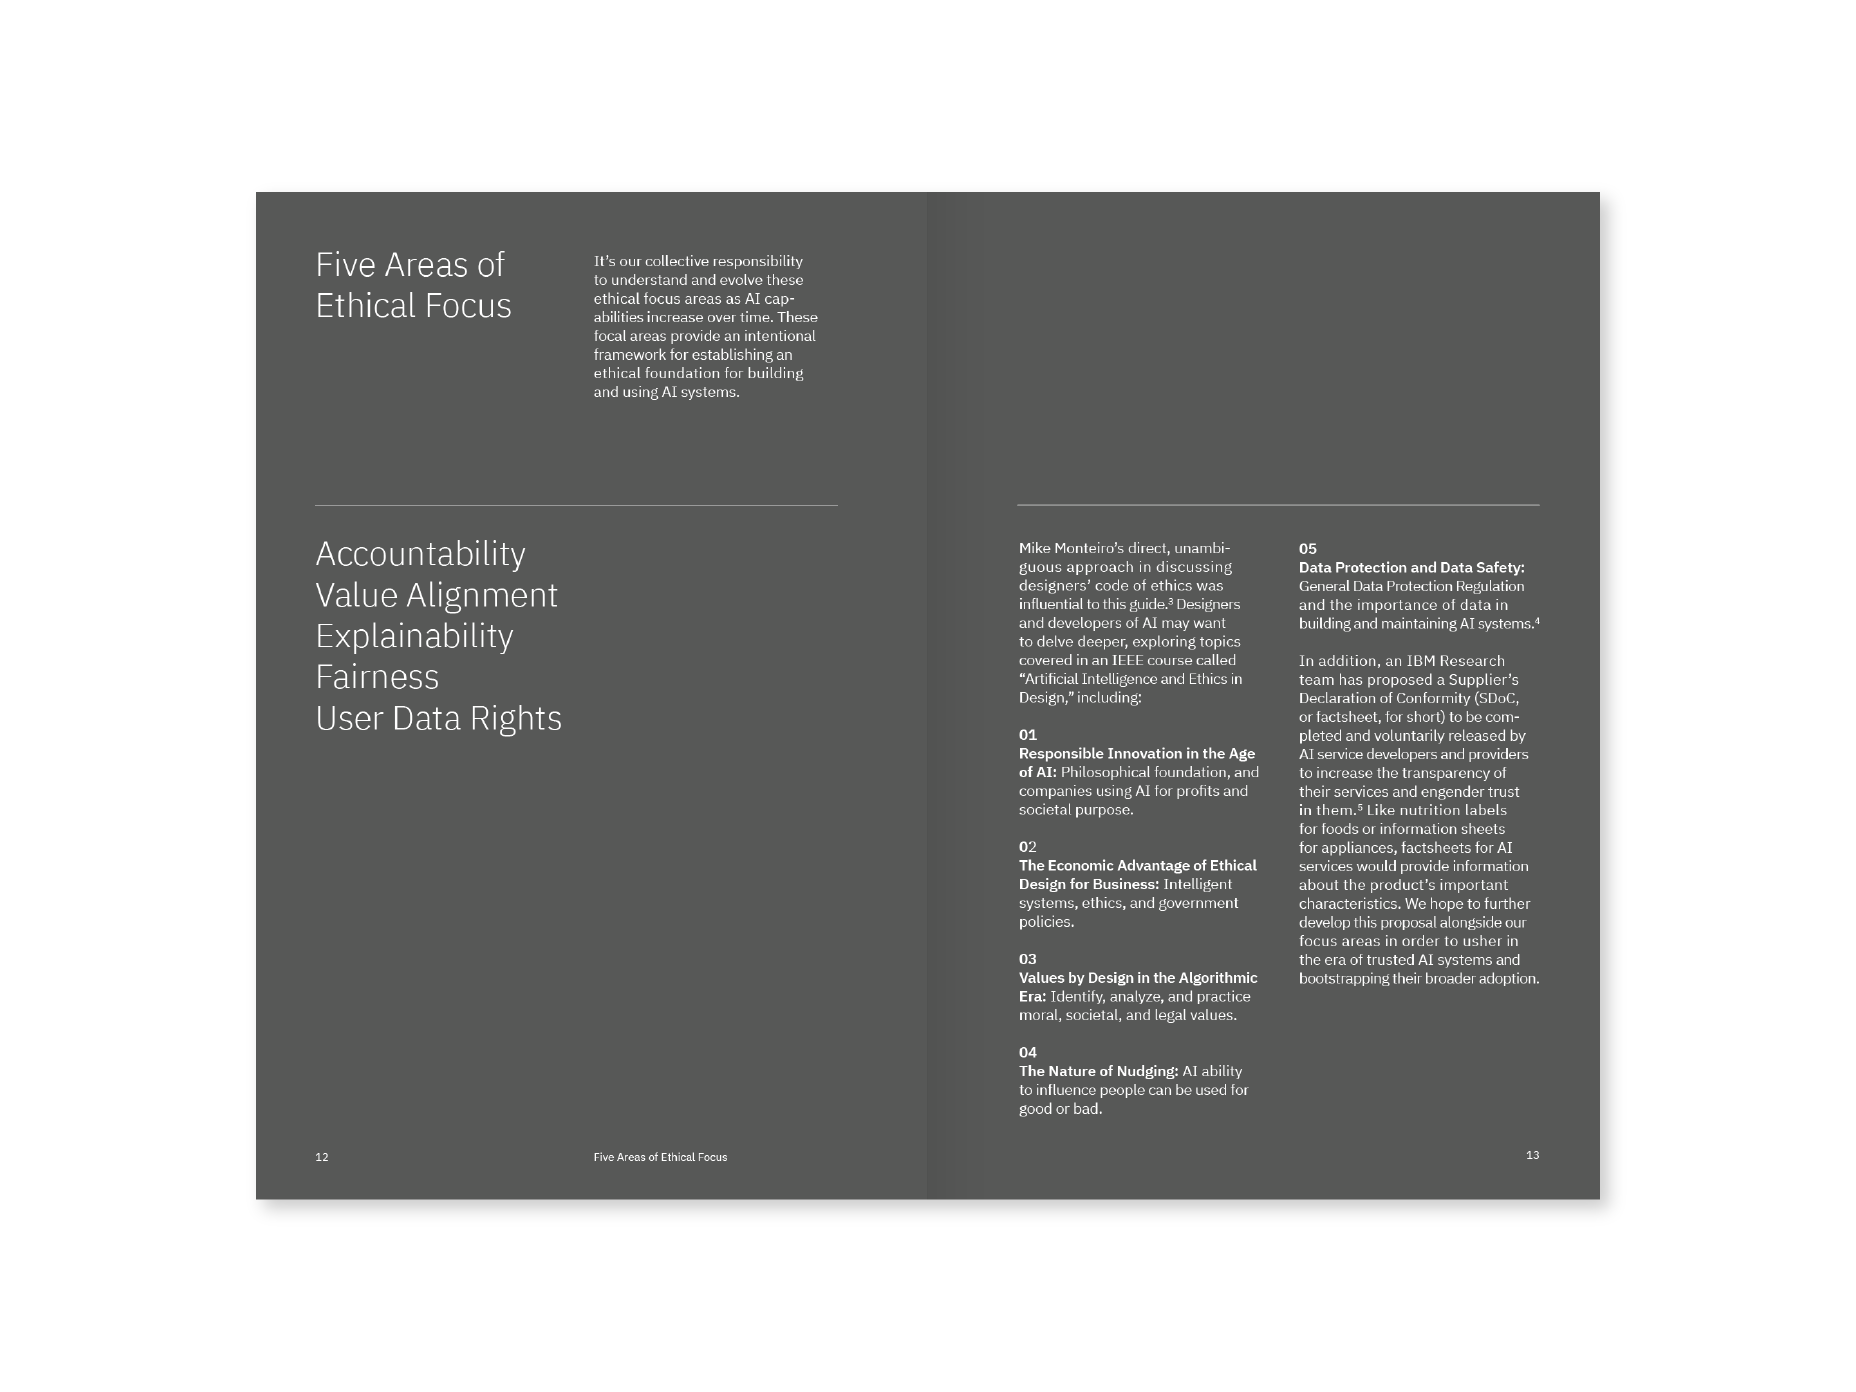 Five Areas of
Ethical Focus
It’s our collective responsibility
to understand and evolve these
ethical focus areas as AI cap-
abilities increase over time. These
focal areas provide an intentional
framework for establishing an
ethical foundation for building
and using AI systems.
Accountability
Value Alignment
Explainability
Fairness
User Data Rights
12
Five Areas of Ethical Focus
Mike Monteiro’s direct, unambi-
guous approach in discussing
designers’ code of ethics was
influential to this guide.³ Designers
and developers of AI may want
to delve deeper, exploring topics
covered in an IEEE course called
“Artificial Intelligence and Ethics in
Design,” including:
01
Responsible Innovation in the Age
of AI: Philosophical foundation, and
companies using AI for profits and
societal purpose.
02
The Economic Advantage of Ethical
Design for Business: Intelligent
systems, ethics, and government
policies.
03
Values by Design in the Algorithmic
Era: Identify, analyze, and practice
moral, societal, and legal values.
04
The Nature of Nudging: AI ability
to influence people can be used for
good or bad.
05
Data Protection and Data Safety:
General Data Protection Regulation
and the importance of data in
building and maintaining AI systems.⁴
In addition, an IBM Research
team has proposed a Supplier’s
Declaration of Conformity (SDoC,
or factsheet, for short) to be com-
pleted and voluntarily released by
AI service developers and providers
to increase the transparency of
their services and engender trust
in them.⁵ Like nutrition labels
for foods or information sheets
for appliances, factsheets for AI
services would provide information
about the product’s important
characteristics. We hope to further
develop this proposal alongside our
focus areas in order to usher in
the era of trusted AI systems and
bootstrapping their broader adoption.
13